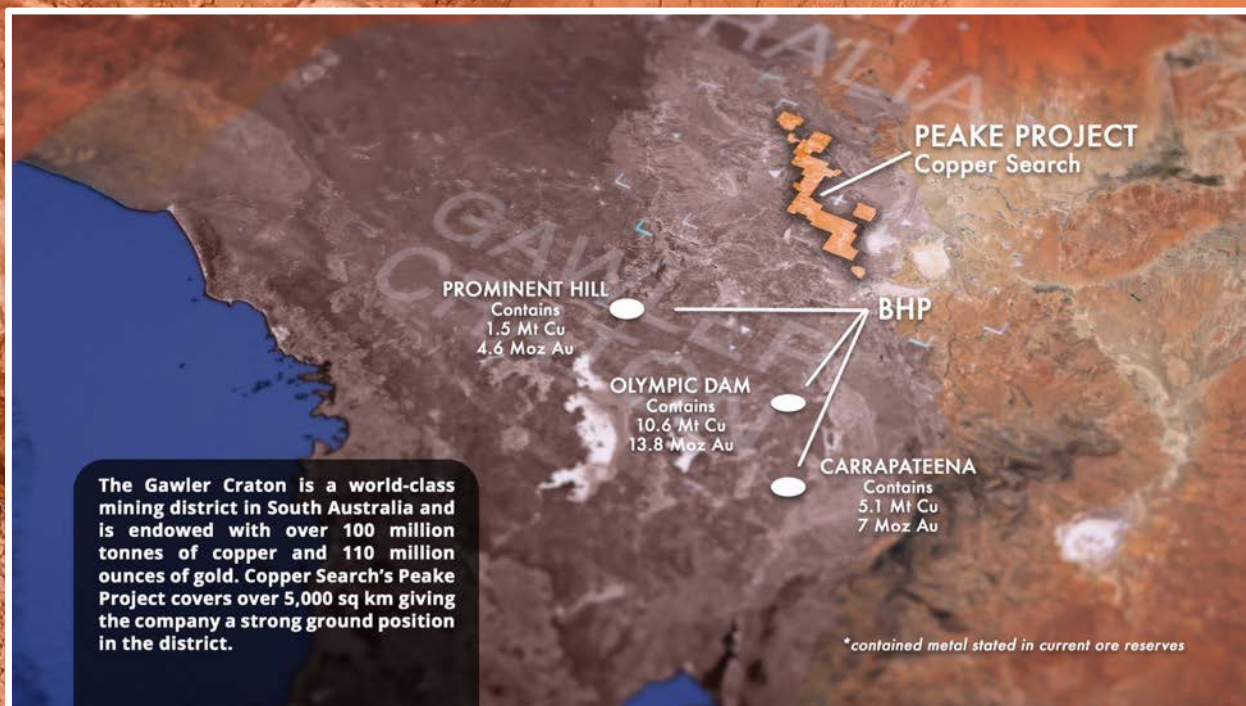 RALIA
PEAKE PROJECT
Copper Search
GAWLER
CRATON
PROMINENT HILL
Contains
1.5 Mt Cu
4.6 Moz Au
BHP
OLYMPIC DAM
Contains
10.6 Mt Cu
13.8 Moz Au
CARRAPATEENA
Contains
5.1 Mt Cu
7 Moz Au
The Gawler Craton is a world-class
mining district in South Australia and
is endowed with over 100 million
tonnes of copper and 110 million
ounces of gold. Copper Search’s Peake
Project covers over 5,000 sq km giving
the company a strong ground position
in the district.
*contained metal stated in current ore reserves